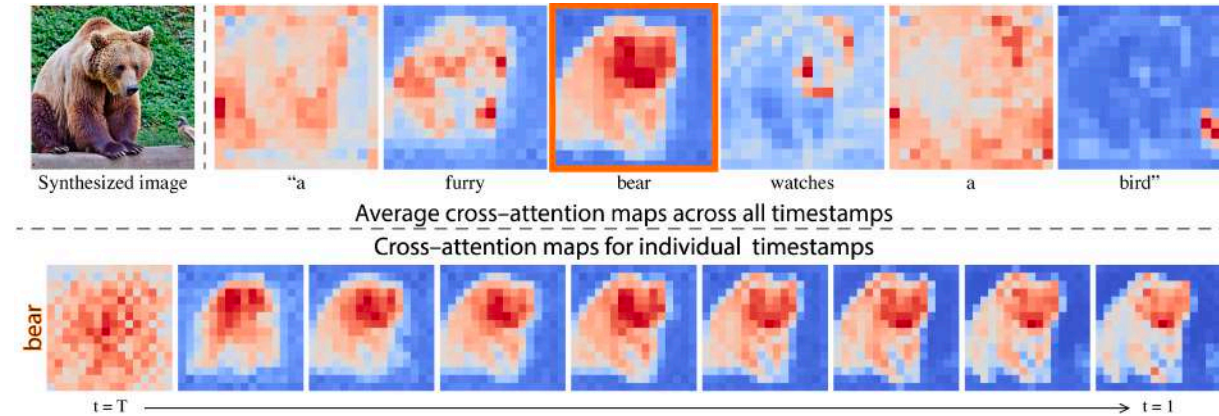 Synthesized image “a furry bear watches a bird”
Average cross–attention maps across all timestamps
Cross–attention maps for individual timestamps
bear
t = T t = 1